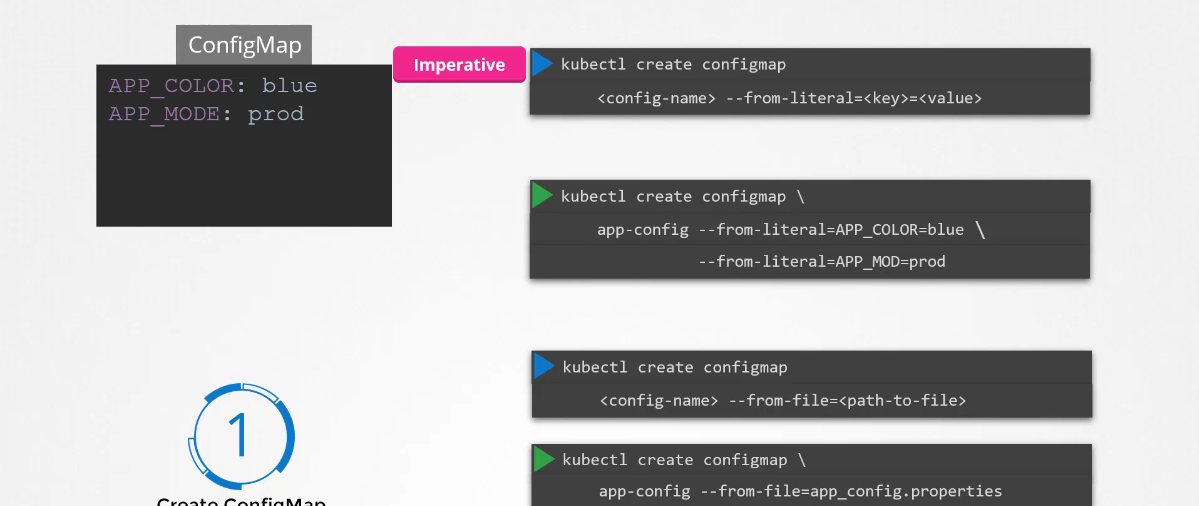 ConfigMap
APP_COLOR: blue
APP_MODE: prod
Imperative
kubectl create configmap
<config-name> --from-literal=<key>=<value>
kubectl create configmap \
app-config --from-literal=APP_COLOR=blue \
--from-literal=APP_MOD=prod
kubectl create configmap
<config-name> --from-file=<path-to-file>
kubectl create configmap \
app-config --from-file=app_config.properties
1
Create ConfigMap